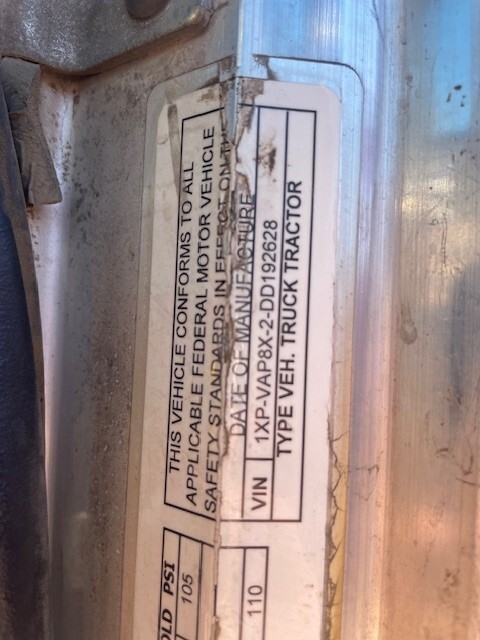 THIS VEHICLE CONFORMS TO ALL
APPLICABLE FEDERAL MOTOR VEHICLE
SAFETY STANDARDS IN EFFECT ON THE
DATE OF MANUFACTURE
VIN 1XP-VAP8X-2-DD192628
TYPE VEH. TRUCK TRACTOR
OLD PSI
105
110